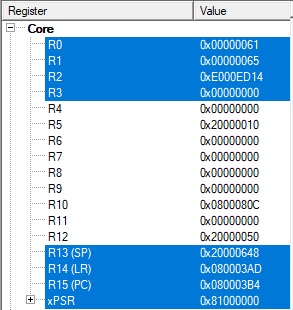 Register Value
Core
R0 0x00000061
R1 0x00000065
R2 0xE000ED14
R3 0x00000000
R4 0x00000000
R5 0x20000010
R6 0x00000000
R7 0x00000000
R8 0x00000000
R9 0x00000000
R10 0x0800080C
R11 0x00000000
R12 0x20000050
R13 (SP) 0x20000648
R14 (LR) 0x080003AD
R15 (PC) 0x080003B4
xPSR 0x81000000